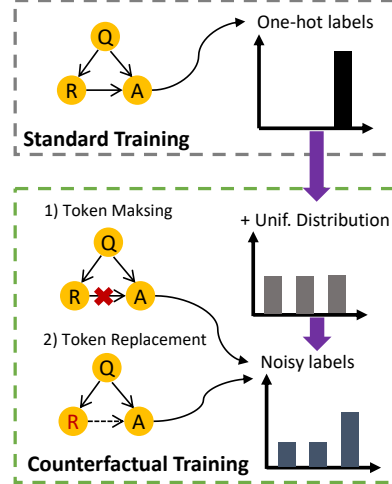 One-hot labels
Q
R
A
Standard Training
1) Token Maksing
+ Unif. Distribution
Q
R
A
2) Token Replacement
Noisy labels
Q
R
A
Counterfactual Training